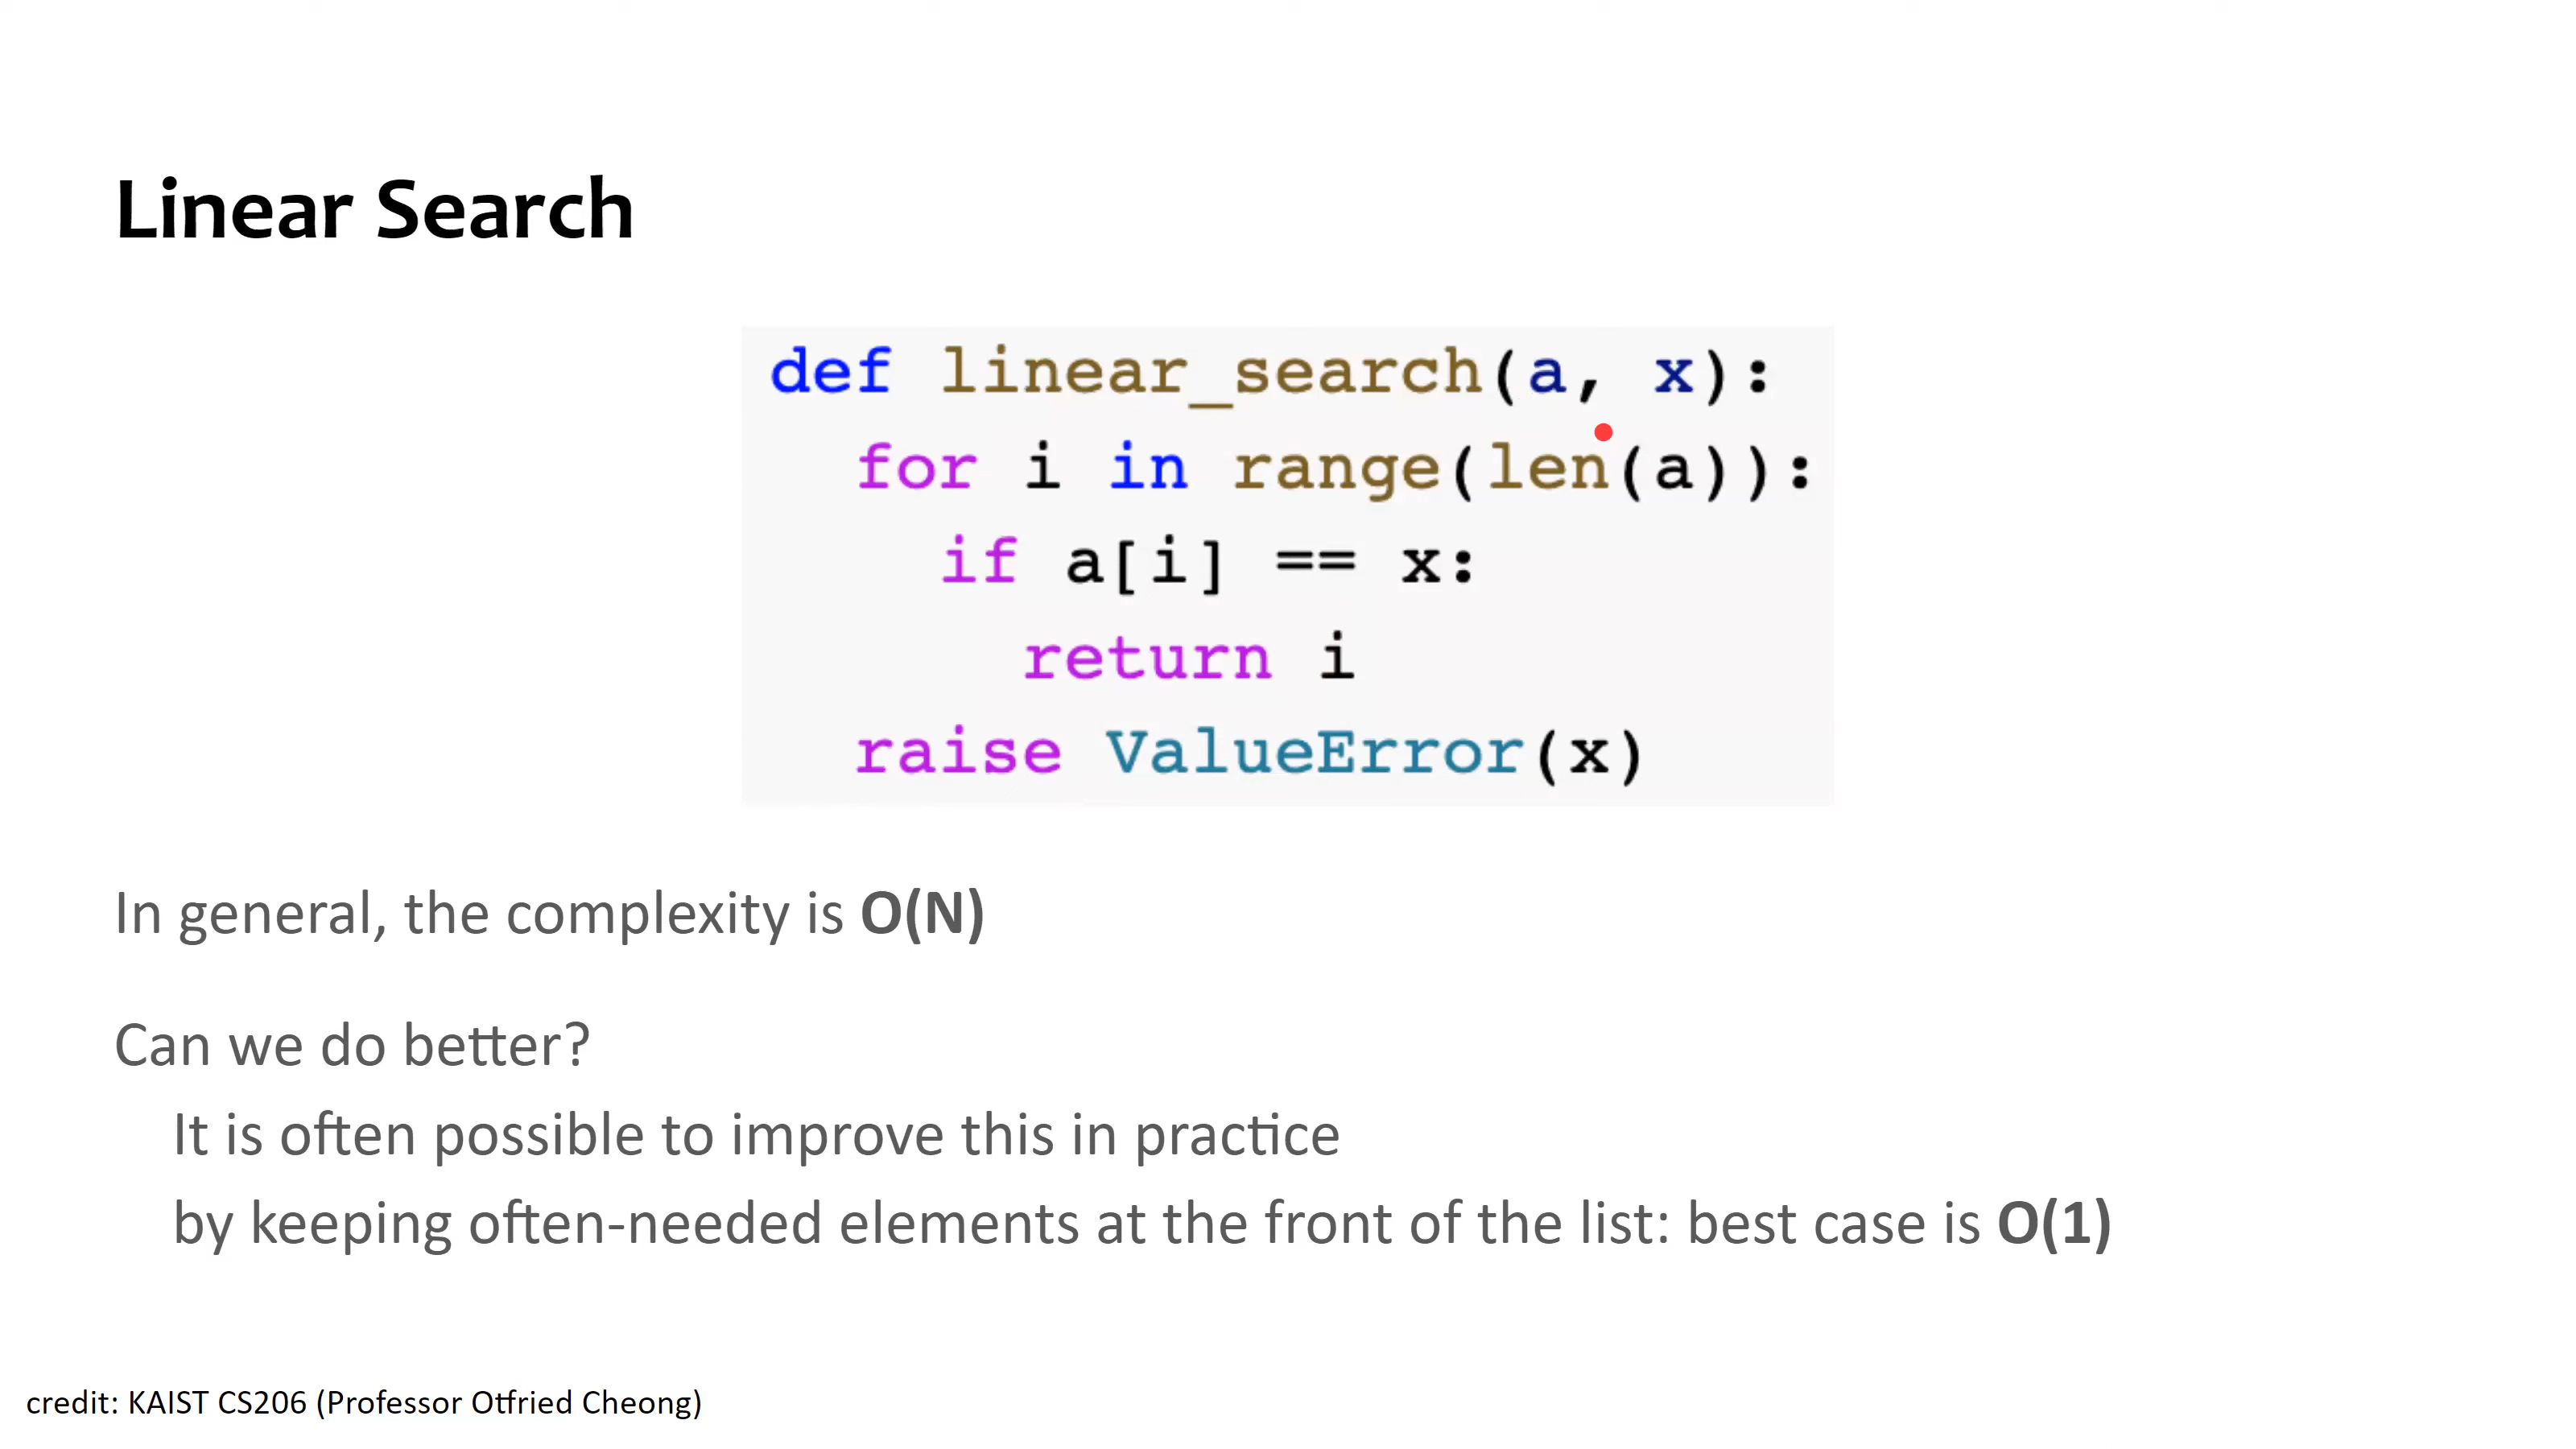 Linear Search
def linear_search(a, x):
  for i in range(len(a)):
    if a[i] == x:
      return i
  raise ValueError(x)
In general, the complexity is O(N)
Can we do better?
It is often possible to improve this in practice
by keeping often-needed elements at the front of the list: best case is O(1)
credit: KAIST CS206 (Professor Otfried Cheong)